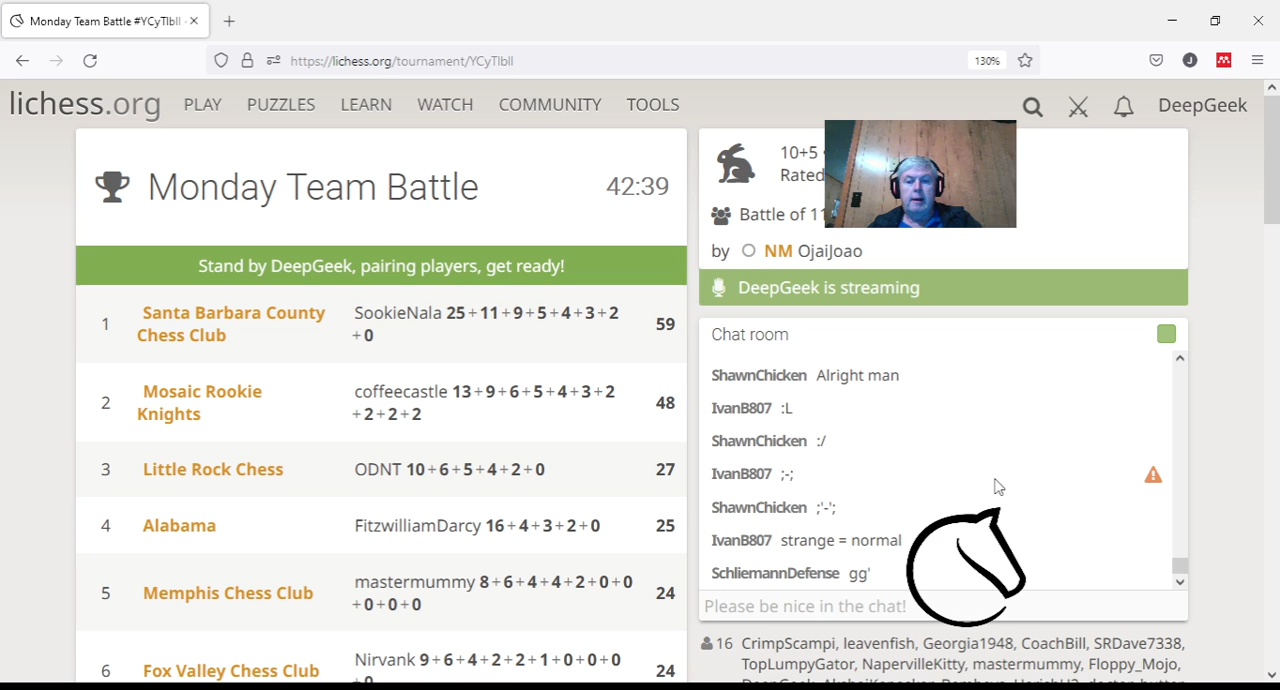 Monday Team Battle #YCyTlbII
https://lichess.org/tournament/YCyTlbII
130%
J
lichess.org PLAY PUZZLES LEARN WATCH COMMUNITY TOOLS DeepGeek
Monday Team Battle 42:39
Stand by DeepGeek, pairing players, get ready!
1 Santa Barbara County SookieNala 25+11+9+5+4+3+2 59
Chess Club +0
2 Mosaic Rookie coffeecastle 13+9+6+5+4+3+2 48
Knights +2+2+2
3 Little Rock Chess ODNT 10+6+5+4+2+0 27
4 Alabama FitzwilliamDarcy 16+4+3+2+0 25
5 Memphis Chess Club mastermummy 8+6+4+4+2+0+0 24
+0+0+0
6 Fox Valley Chess Club Nirvank 9+6+4+2+2+1+0+0+0 24
10+5
Rated
Battle of 11
by NM OjaiJoao
DeepGeek is streaming
Chat room
ShawnChicken Alright man
IvanB807 :L
ShawnChicken :/
IvanB807 ;-;
ShawnChicken ;'-';
IvanB807 strange = normal
SchliemannDefense gg'
Please be nice in the chat!
16 CrimpScampi, leavenfish, Georgia1948, CoachBill, SRDave7338,
TopLumpyGator, NapervilleKitty, mastermummy, Floppy_Mojo,